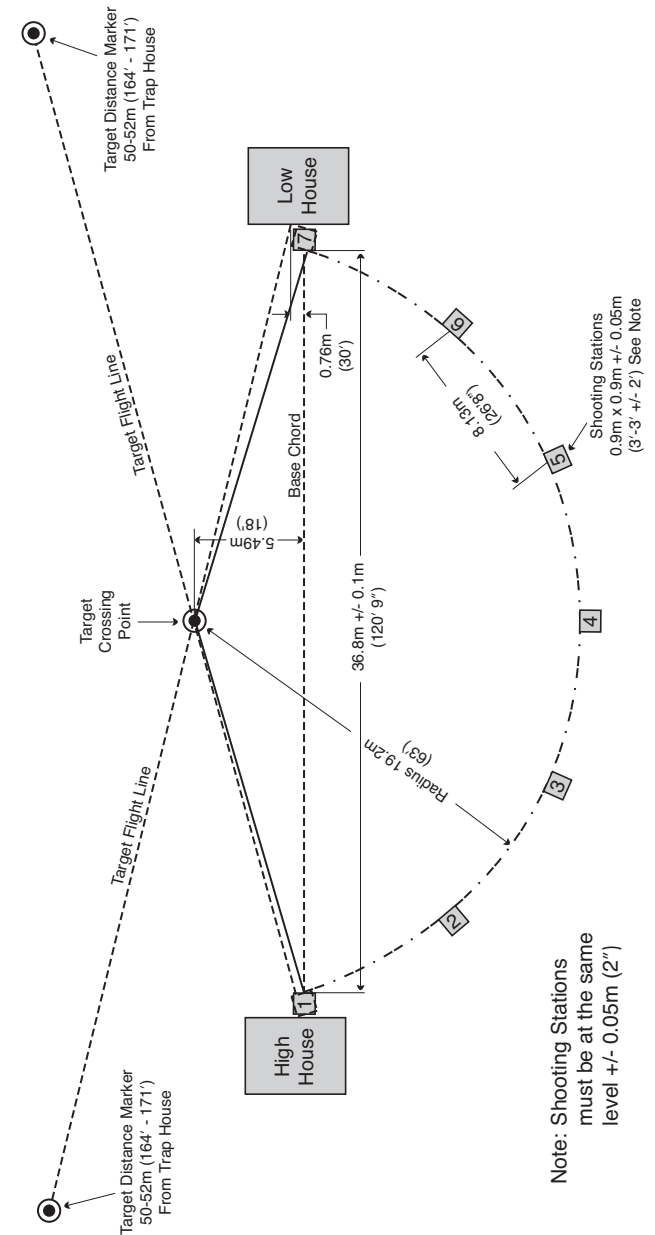 Target Distance Marker
50-52m (164′ - 171′)
From Trap House
Target Flight Line
Target
Crossing
Point
Target Flight Line
Target Distance Marker
50-52m (164′ - 171′)
From Trap House
High
House
1
5.49m
(18′)
Base Chord
0.76m
(30′)
7
Low
House
36.8m +/- 0.1m
(120′ 9″)
Radius 19.2m
(63′)
8.13m
(26′8″)
2
3
4
5
6
Shooting Stations
0.9m x 0.9m +/- 0.05m
(3′-3′ +/- 2′) See Note
Note: Shooting Stations
must be at the same
level +/- 0.05m (2″)